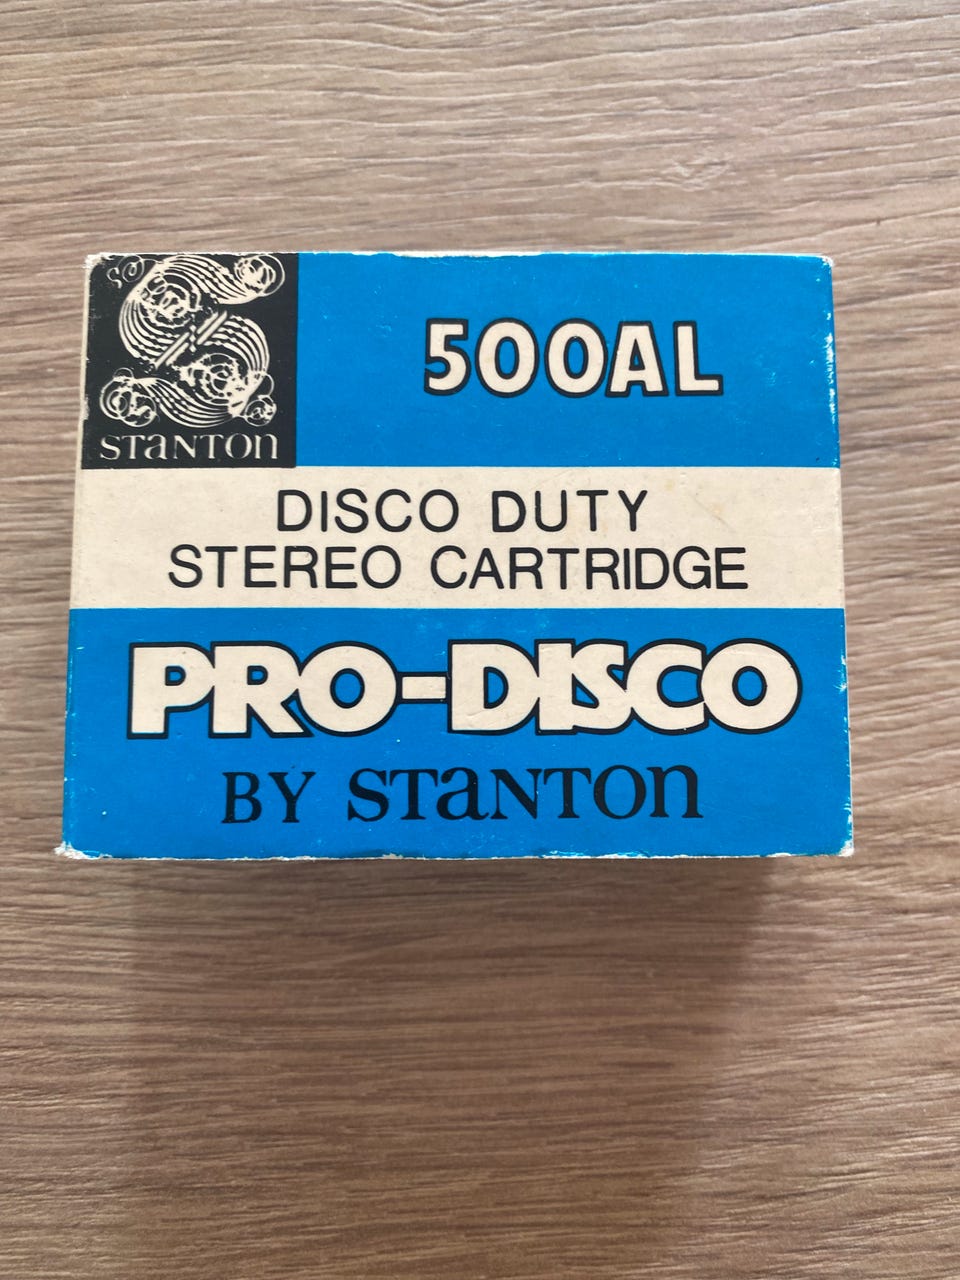 500AL
STANTON
DISCO DUTY
STEREO CARTRIDGE
PRO-DISCO
BY STANTON